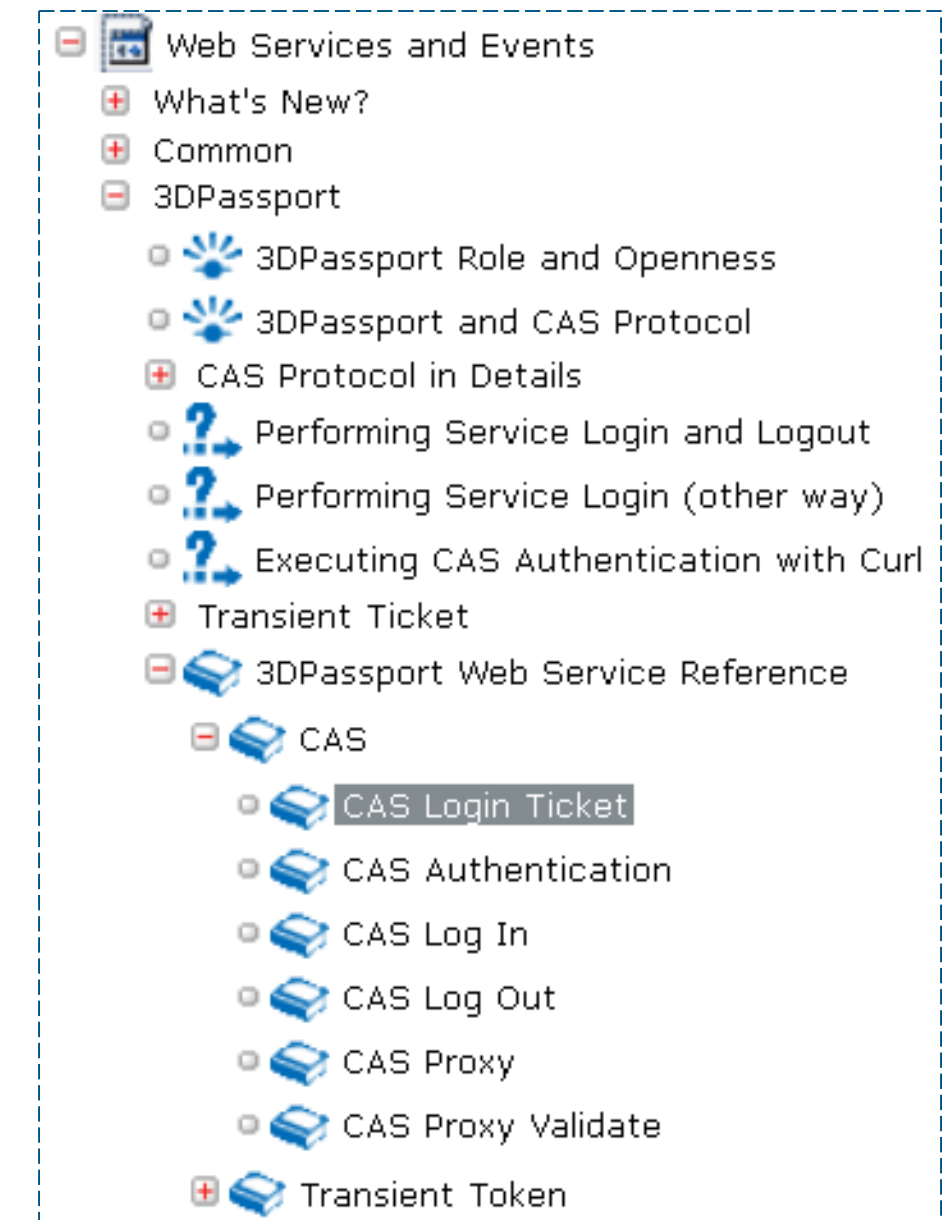 Web Services and Events
What's New?
Common
3DPassport
3DPassport Role and Openness
3DPassport and CAS Protocol
CAS Protocol in Details
Performing Service Login and Logout
Performing Service Login (other way)
Executing CAS Authentication with Curl
Transient Ticket
3DPassport Web Service Reference
CAS
CAS Login Ticket
CAS Authentication
CAS Log In
CAS Log Out
CAS Proxy
CAS Proxy Validate
Transient Token